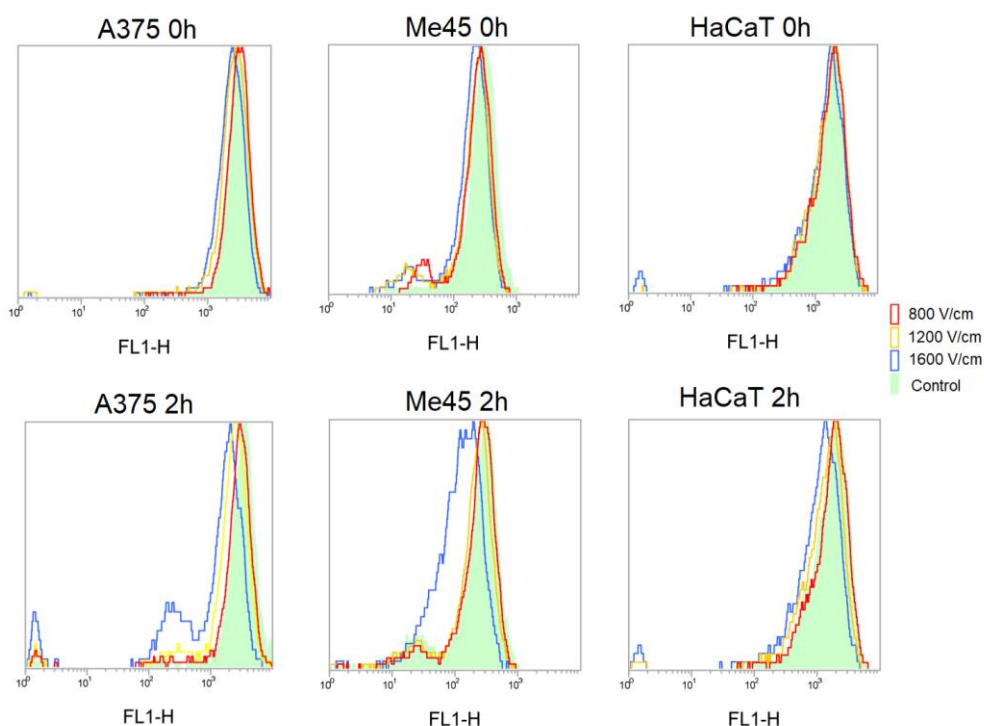 A375 0h
Me45 0h
HaCaT 0h
10⁰ 10¹ 10² 10³
10⁰ 10¹ 10² 10³ 10⁴
10⁰ 10¹ 10² 10³
FL1-H
FL1-H
FL1-H
800 V/cm
1200 V/cm
1600 V/cm
Control
A375 2h
Me45 2h
HaCaT 2h
10⁰ 10¹ 10² 10³
10⁰ 10¹ 10² 10³ 10⁴
10⁰ 10¹ 10² 10³
FL1-H
FL1-H
FL1-H